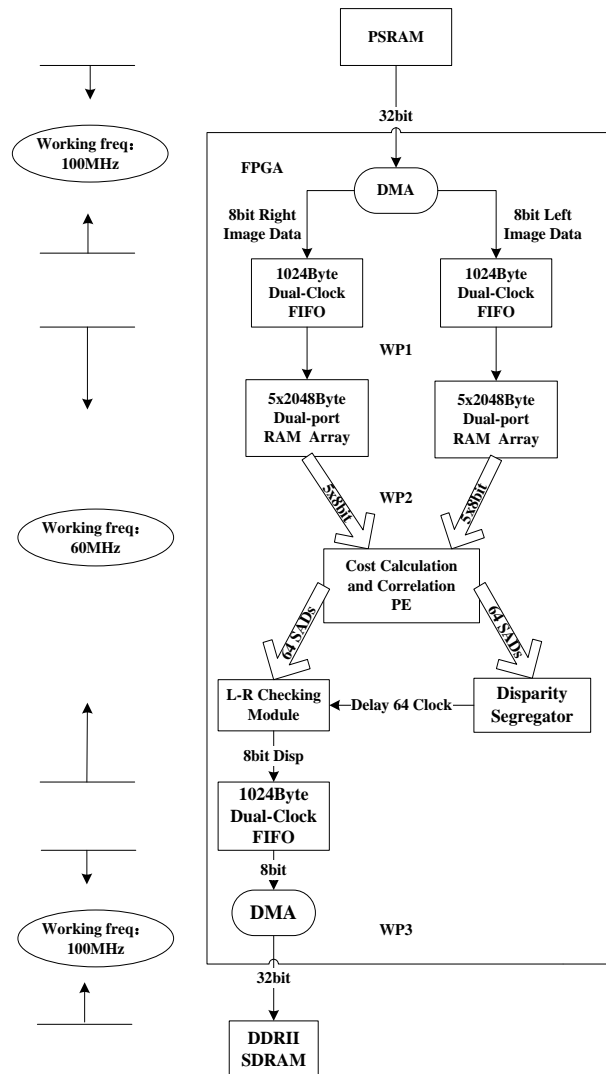 PSRAM
32bit
Working freq：
100MHz
FPGA
DMA
8bit Right
Image Data
8bit Left
Image Data
1024Byte
Dual-Clock
FIFO
1024Byte
Dual-Clock
FIFO
WP1
5x2048Byte
Dual-port
RAM Array
5x2048Byte
Dual-port
RAM Array
5x8bit
WP2
5x8bit
Working freq：
60MHz
Cost Calculation
and Correlation
PE
64 SADs
64 SADs
L-R Checking
Module
Delay 64 Clock
Disparity
Segregator
8bit Disp
1024Byte
Dual-Clock
FIFO
8bit
DMA
Working freq：
100MHz
WP3
32bit
DDRII
SDRAM